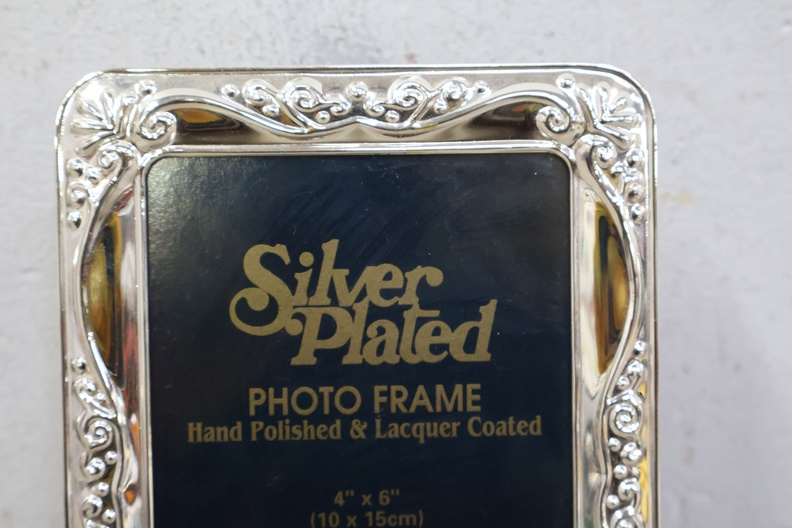 Silver
Plated
PHOTO FRAME
Hand Polished & Lacquer Coated
4" x 6"
(10 x 15cm)